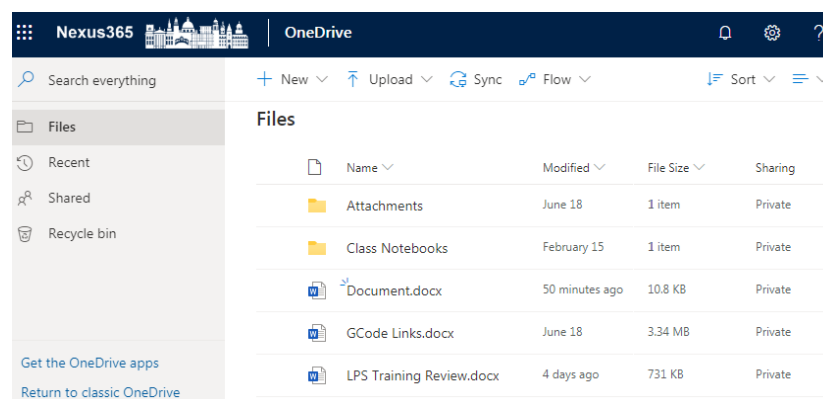 Nexus365 OneDrive ?
Search everything + New Upload Sync Flow Sort
Files
Files
Recent
Shared
Recycle bin
Name Modified File Size Sharing
Attachments June 18 1 item Private
Class Notebooks February 15 1 item Private
Document.docx 50 minutes ago 10.8 KB Private
GCode Links.docx June 18 3.34 MB Private
LPS Training Review.docx 4 days ago 731 KB Private
Get the OneDrive apps
Return to classic OneDrive